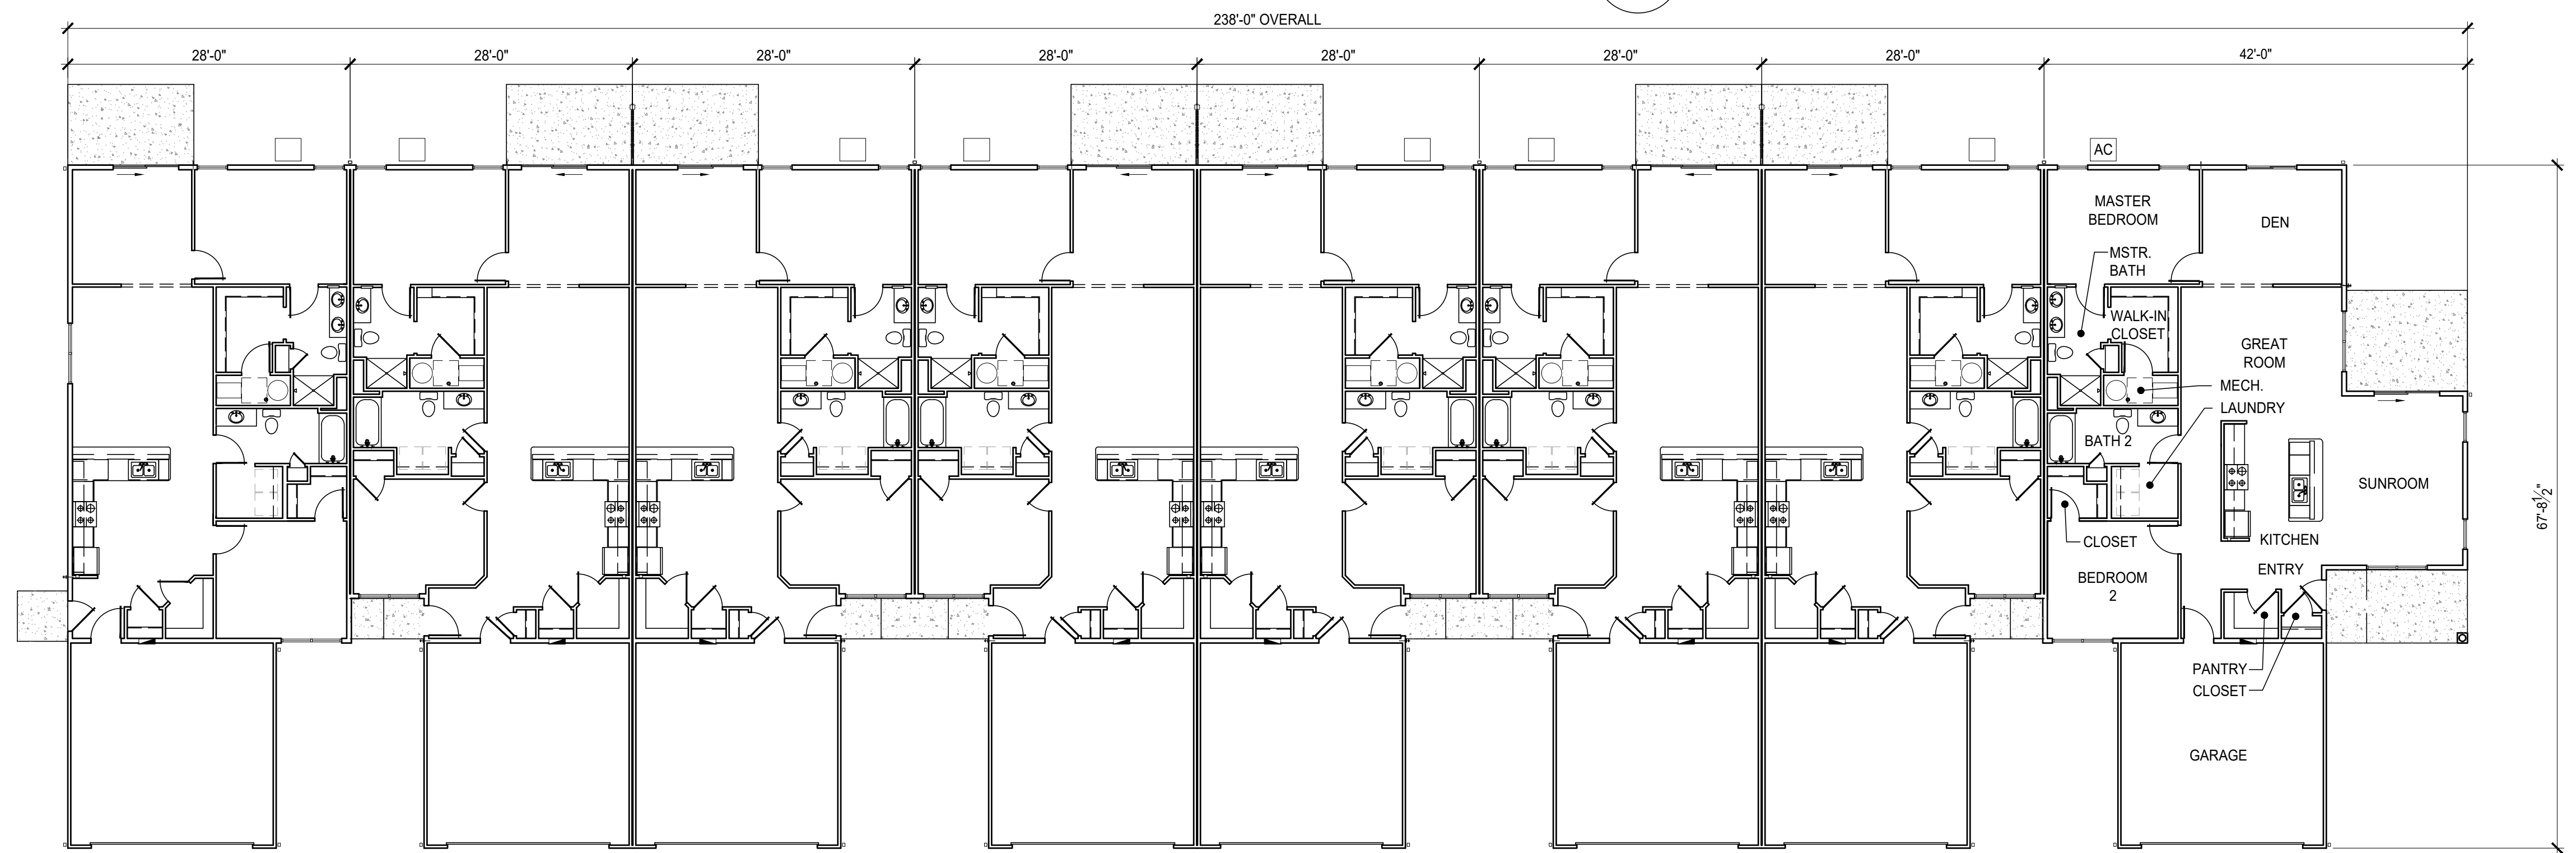 238'-0" OVERALL
28'-0"
28'-0"
28'-0"
28'-0"
28'-0"
28'-0"
28'-0"
42'-0"
AC
MASTER
BEDROOM
DEN
MSTR.
BATH
WALK-IN
CLOSET
GREAT
ROOM
MECH.
LAUNDRY
BATH 2
SUNROOM
67'-8½"
CLOSET
KITCHEN
ENTRY
BEDROOM
2
PANTRY
CLOSET
GARAGE